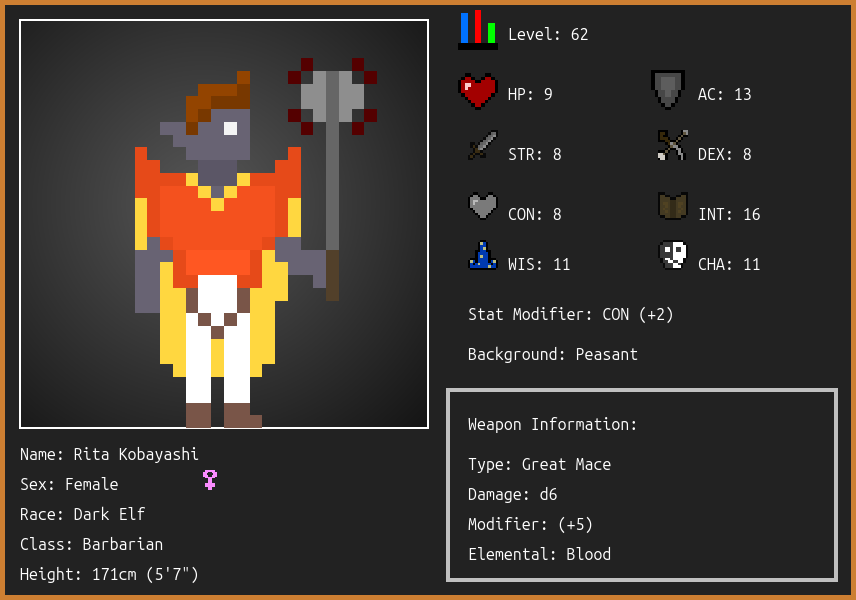 Level: 62
HP: 9
AC: 13
STR: 8
DEX: 8
CON: 8
INT: 16
WIS: 11
CHA: 11
Stat Modifier: CON (+2)
Background: Peasant
Weapon Information:
Type: Great Mace
Damage: d6
Modifier: (+5)
Elemental: Blood
Name: Rita Kobayashi
Sex: Female
Race: Dark Elf
Class: Barbarian
Height: 171cm (5'7")